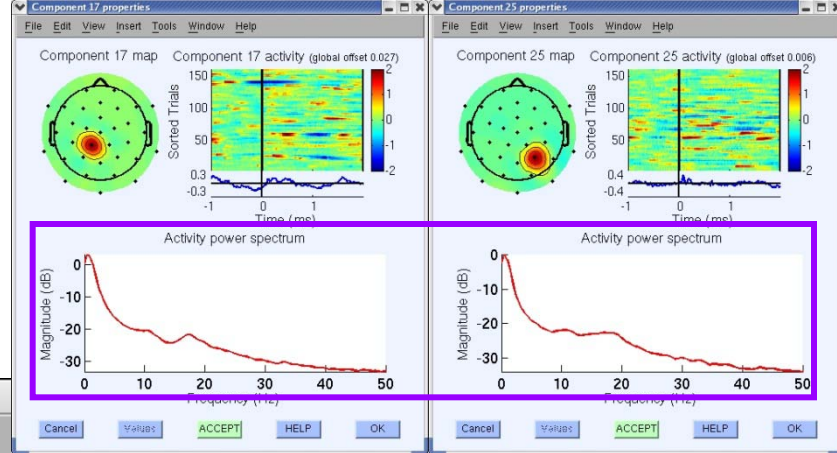 Component 17 properties
File Edit View Insert Tools Window Help
Component 17 map
Component 17 activity (global offset 0.027)
Sorted Trials
150
100
50
2
1
0
-1
-2
0.3
-0.3
-1 0 1
Time (ms)
Activity power spectrum
Magnitude (dB)
0
-10
-20
-30
0 10 20 30 40 50
Frequency (Hz)
Cancel Values ACCEPT HELP OK
Component 25 properties
File Edit View Insert Tools Window Help
Component 25 map
Component 25 activity (global offset 0.006)
Sorted Trials
150
100
50
2
1
0
-1
-2
0.4
-0.4
-1 0 1
Time (ms)
Activity power spectrum
Magnitude (dB)
0
-10
-20
-30
0 10 20 30 40 50
Frequency (Hz)
Cancel Values ACCEPT HELP OK